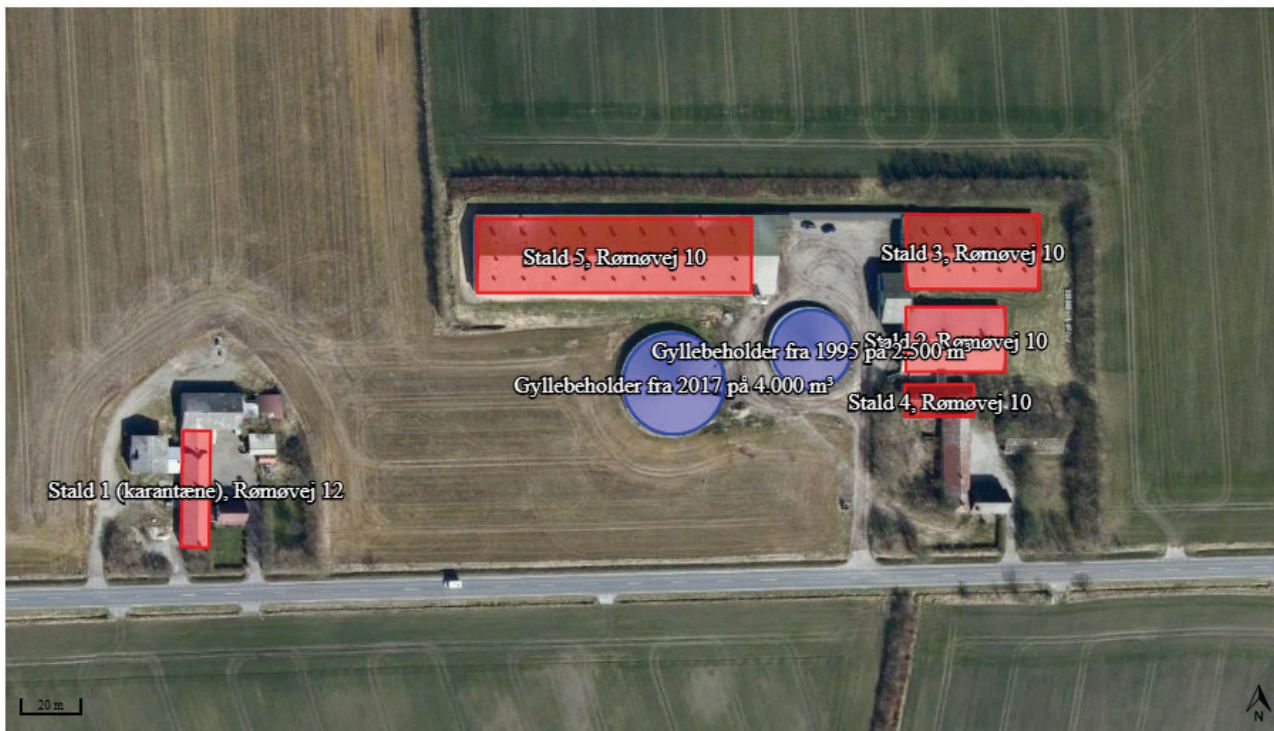 Stald 5, Rømøvej 10
Stald 3, Rømøvej 10
Stald 2, Rømøvej 10
Gyllebeholder fra 1995 på 2.500 m³
Gyllebeholder fra 2017 på 4.000 m³
Stald 4, Rømøvej 10
Stald 1 (karantæne), Rømøvej 12
20 m
N